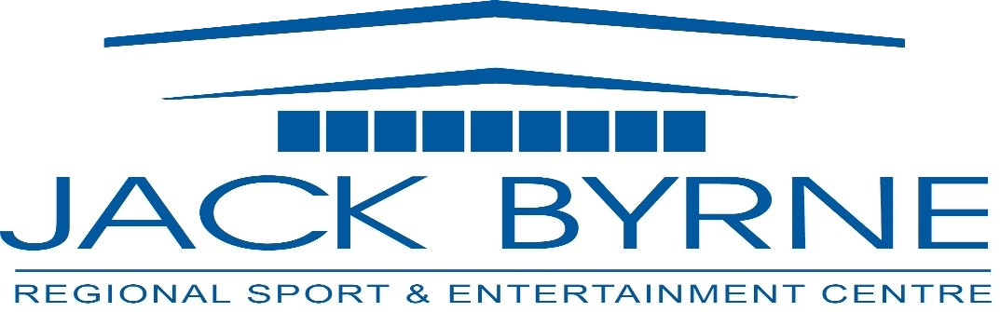 JACK BYRNE
REGIONAL SPORT & ENTERTAINMENT CENTRE